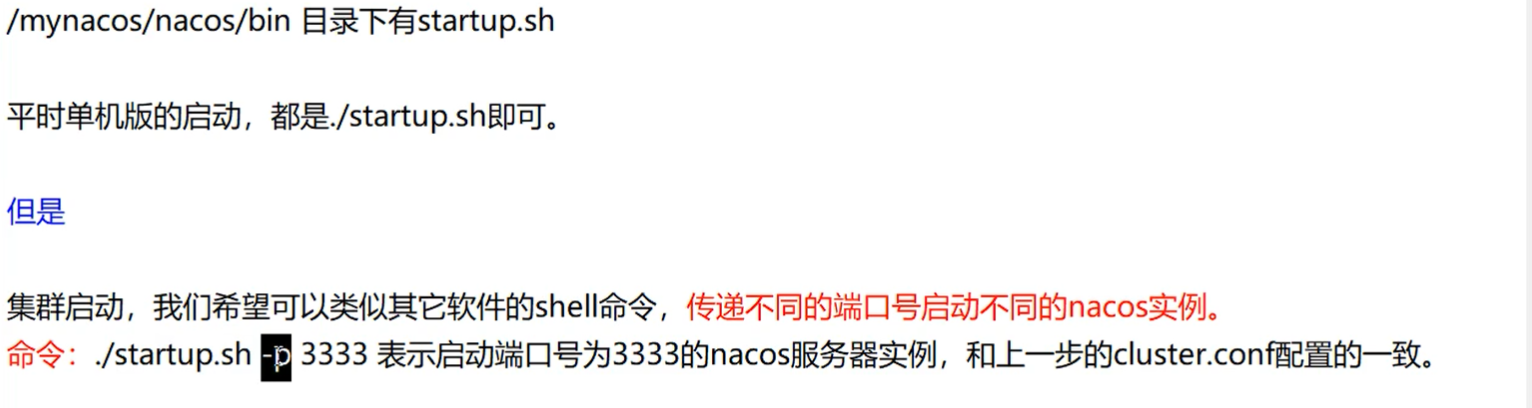 /mynacos/nacos/bin 目录下有startup.sh
平时单机版的启动，都是./startup.sh即可。
但是
集群启动，我们希望可以类似其它软件的shell命令，传递不同的端口号启动不同的nacos实例。
命令：./startup.sh -p 3333 表示启动端口号为3333的nacos服务器实例，和上一步的cluster.conf配置的一致。